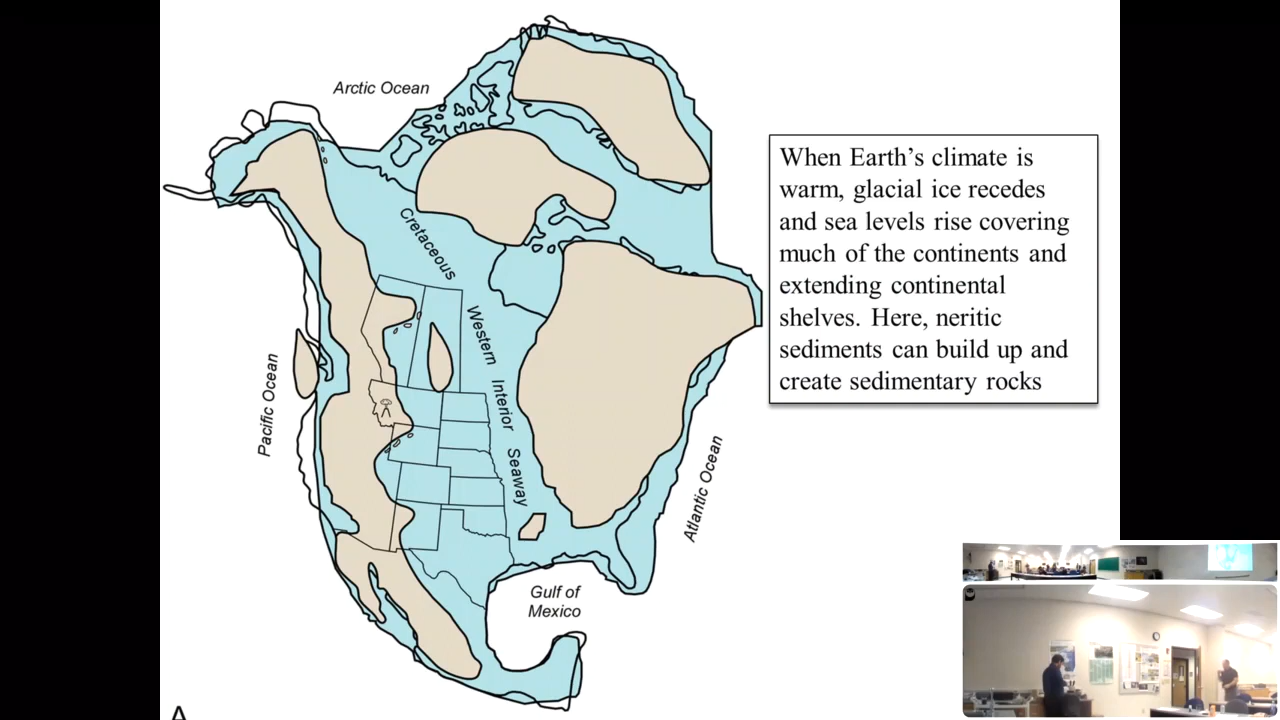 Arctic Ocean
When Earth's climate is
warm, glacial ice recedes
and sea levels rise covering
much of the continents and
extending continental
shelves. Here, neritic
sediments can build up and
create sedimentary rocks
Cretaceous
Western
Interior
Seaway
Pacific Ocean
Atlantic Ocean
Gulf of
Mexico
A